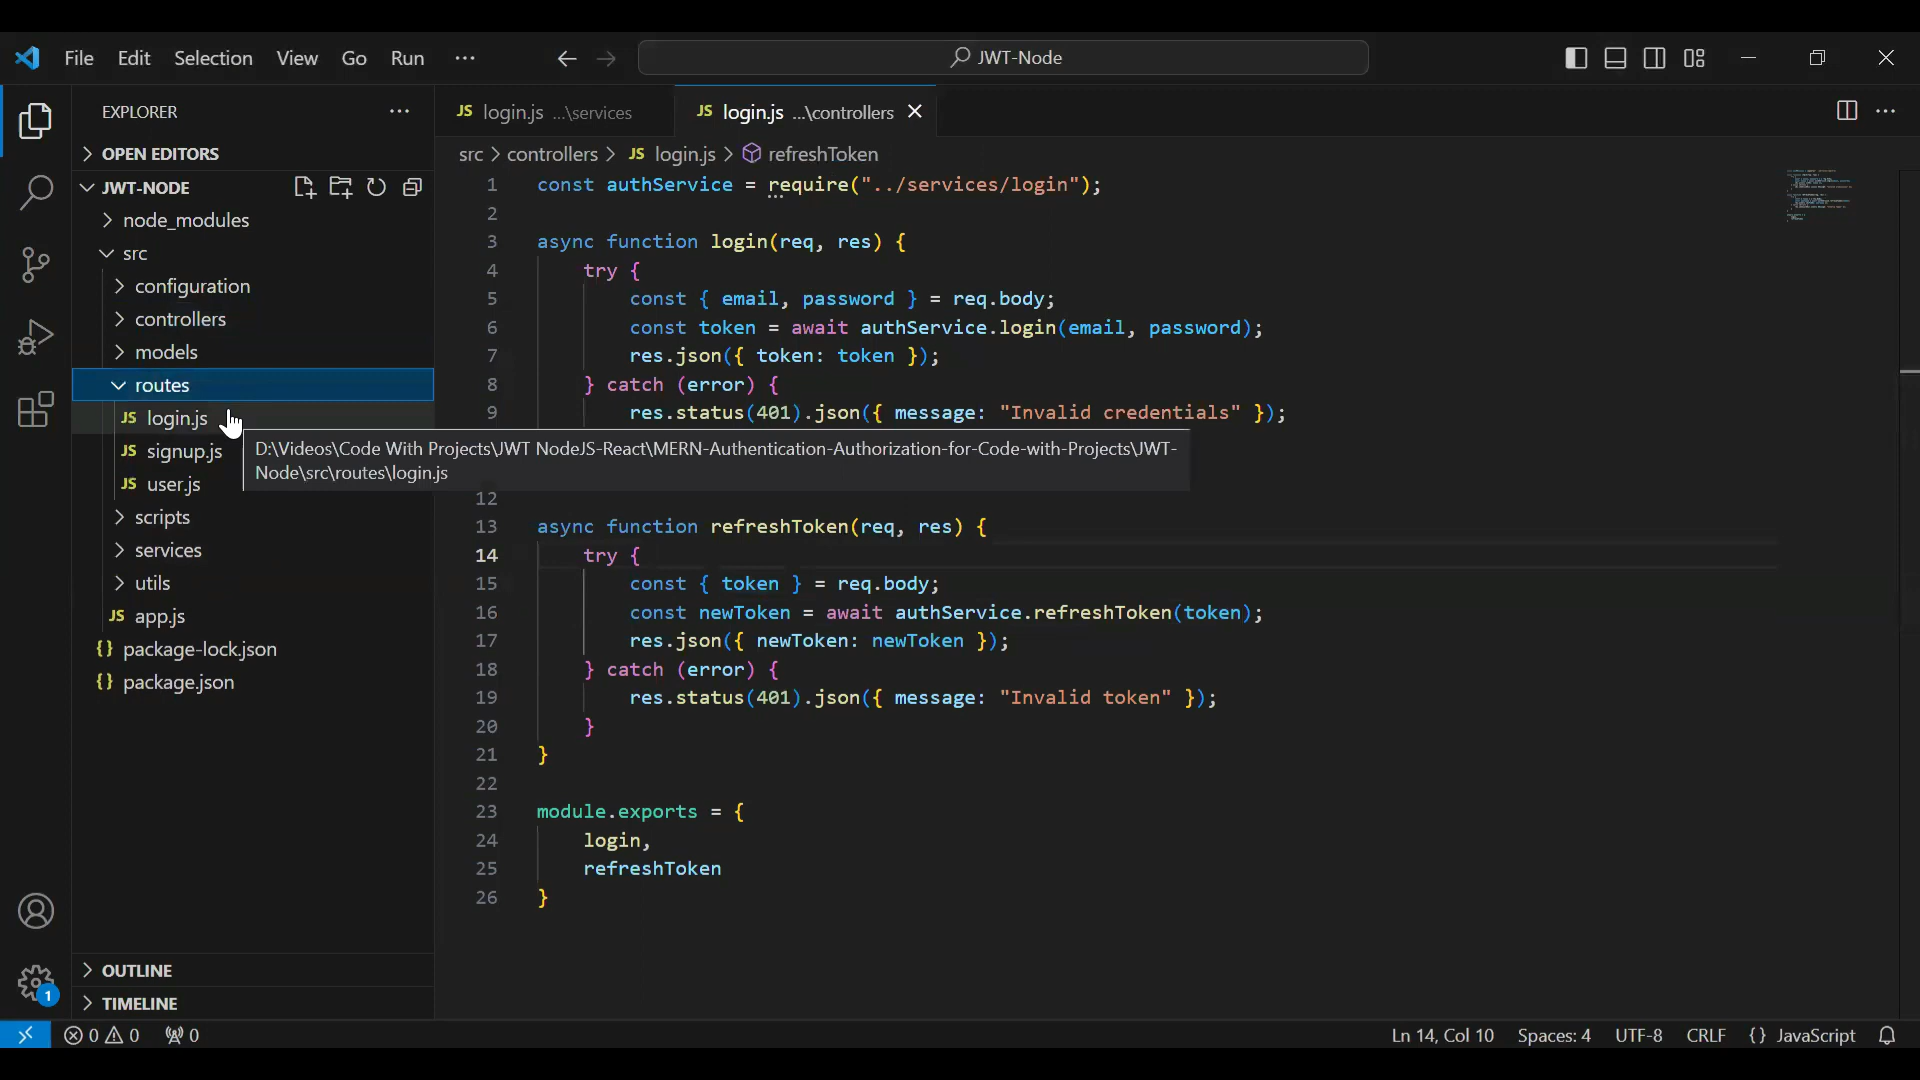 File Edit Selection View Go Run ··· JWT-Node
EXPLORER ···
OPEN EDITORS
JWT-NODE
node_modules
src
configuration
controllers
models
routes
JS login.js
JS signup.js
JS user.js
scripts
services
utils
JS app.js
{} package-lock.json
{} package.json
OUTLINE
TIMELINE
1
JS login.js ...\services JS login.js ...\controllers
src > controllers > JS login.js > refreshToken
1 const authService = require("../services/login");
2
3 async function login(req, res) {
4 try {
5 const { email, password } = req.body;
6 const token = await authService.login(email, password);
7 res.json({ token: token });
8 } catch (error) {
9 res.status(401).json({ message: "Invalid credentials" });
D:\Videos\Code With Projects\JWT NodeJS-React\MERN-Authentication-Authorization-for-Code-with-Projects\JWT-
Node\src\routes\login.js
12
13 async function refreshToken(req, res) {
14 try {
15 const { token } = req.body;
16 const newToken = await authService.refreshToken(token);
17 res.json({ newToken: newToken });
18 } catch (error) {
19 res.status(401).json({ message: "Invalid token" });
20 }
21 }
22
23 module.exports = {
24 login,
25 refreshToken
26 }
0 0 0 Ln 14, Col 10 Spaces: 4 UTF-8 CRLF {} JavaScript